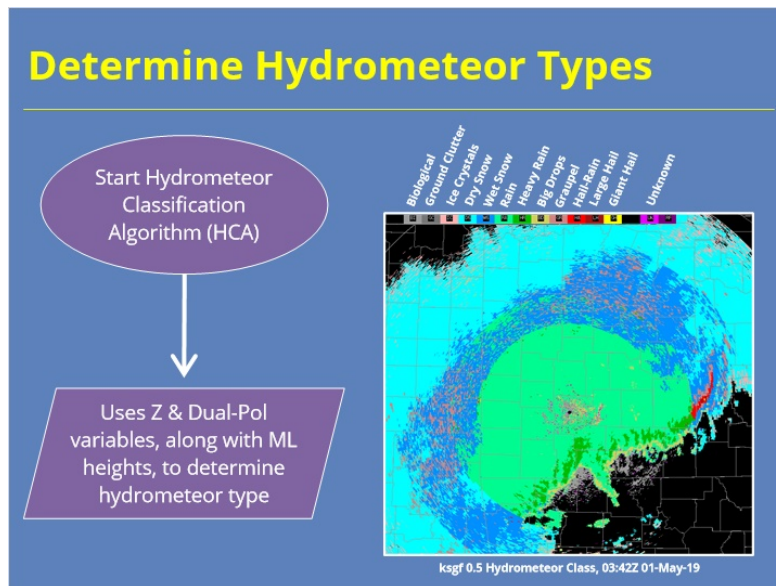 Determine Hydrometeor Types
Start Hydrometeor
Classification
Algorithm (HCA)
Uses Z & Dual-Pol
variables, along with ML
heights, to determine
hydrometeor type
Biological
Ground Clutter
Ice Crystals
Dry Snow
Wet Snow
Rain
Heavy Rain
Big Drops
Graupel
Hail-Rain
Large Hail
Giant Hail
Unknown
ksgf 0.5 Hydrometeor Class, 03:42Z 01-May-19